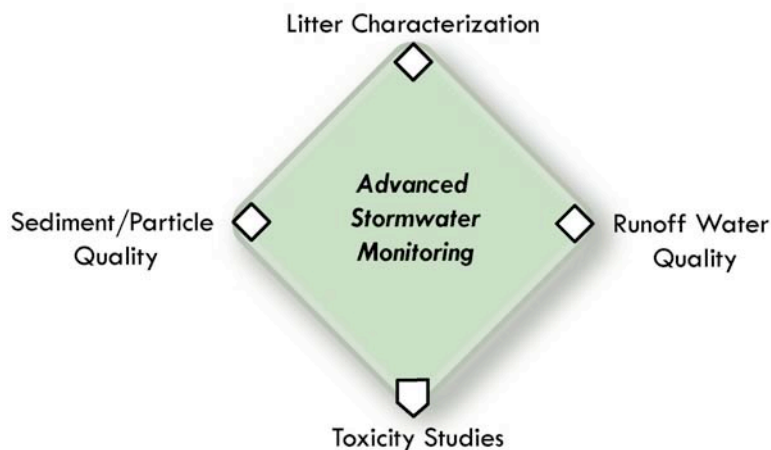 Litter Characterization
Advanced
Stormwater
Monitoring
Sediment/Particle
Quality
Runoff Water
Quality
Toxicity Studies